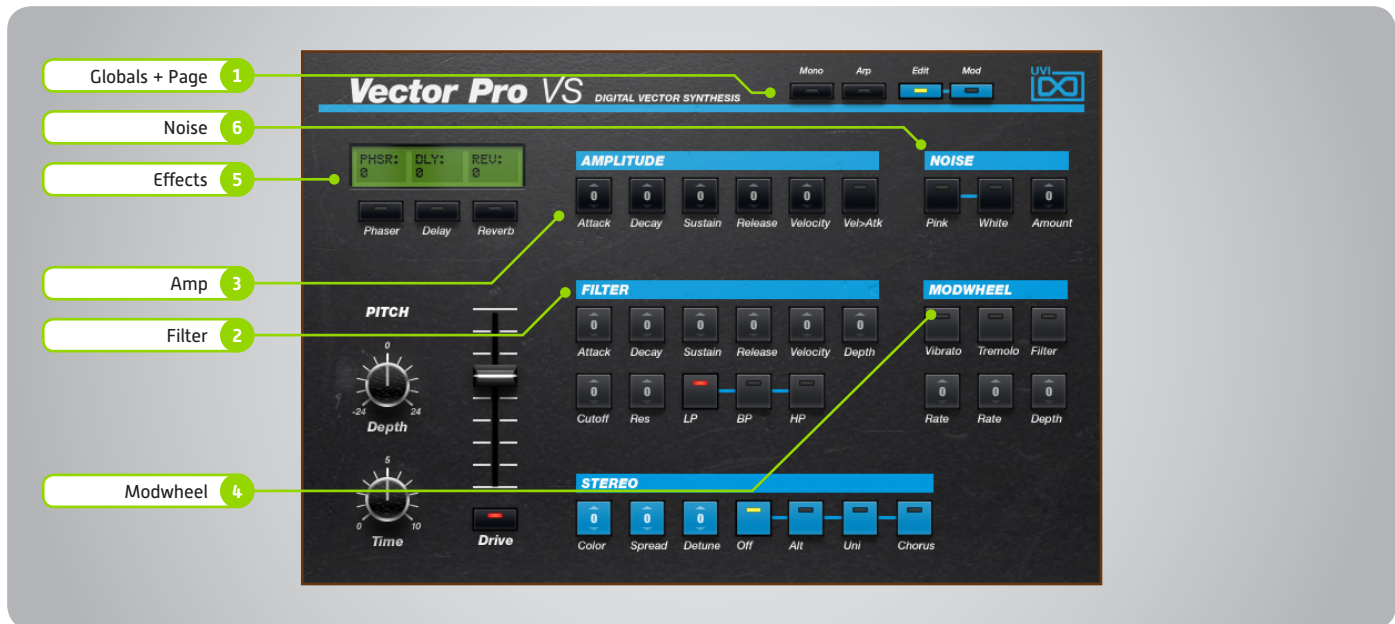 Globals + Page 1
Noise 6
Effects 5
Amp 3
Filter 2
Modwheel 4
Vector Pro VS DIGITAL VECTOR SYNTHESIS
Mono Arp Edit Mod
UVI
PHSR: DLY: REV:
0 0 0
Phaser Delay Reverb
AMPLITUDE
0 0 0 0 0
Attack Decay Sustain Release Velocity Vel>Atk
NOISE
0
Pink White Amount
PITCH
0
-24 24
Depth
5
0 10
Time
Drive
FILTER
0 0 0 0 0 0
Attack Decay Sustain Release Velocity Depth
0 0
Cutoff Res LP BP HP
MODWHEEL
Vibrato Tremolo Filter
0 0 0
Rate Rate Depth
STEREO
0 0 0
Color Spread Detune Off Alt Uni Chorus